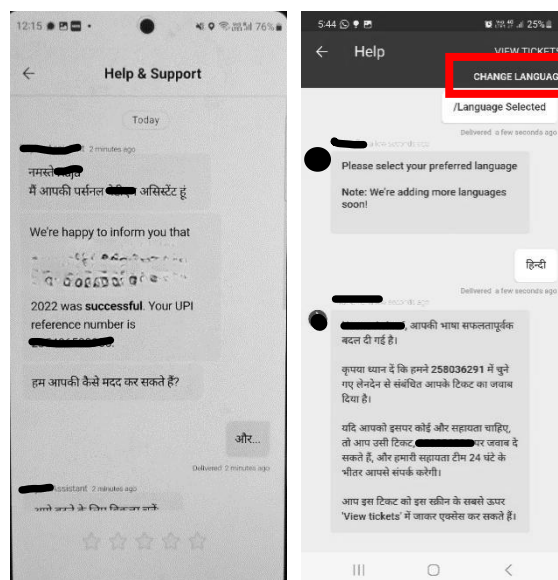 12:15
76%
Help & Support
Today
2 minutes ago
नमस्ते
मैं आपकी पर्सनल असिस्टेंट हूं
We're happy to inform you that
2022 was successful. Your UPI
reference number is
हम आपकी कैसे मदद कर सकते हैं?
और...
Delivered 2 minutes ago
Assistant 2 minutes ago
5:44
25%
Help
VIEW TICKETS
CHANGE LANGUAG
/Language Selected
Delivered a few seconds ago
a few seconds ago
Please select your preferred language
Note: We're adding more languages
soon!
हिन्दी
Delivered a few seconds ago
आपकी भाषा सफलतापूर्वक
बदल दी गई है।
कृपया ध्यान दें कि हमने 258036291 में चुने
गए लेनदेन से संबंधित आपके टिकट का जवाब
दिया है।
यदि आपको इसपर कोई और सहायता चाहिए,
तो आप उसी टिकट, पर जवाब दे
सकते हैं, और हमारी सहायता टीम 24 घंटे के
भीतर आपसे संपर्क करेगी।
आप इस टिकट को इस स्क्रीन के सबसे ऊपर
'View tickets' में जाकर एक्सेस कर सकते हैं।